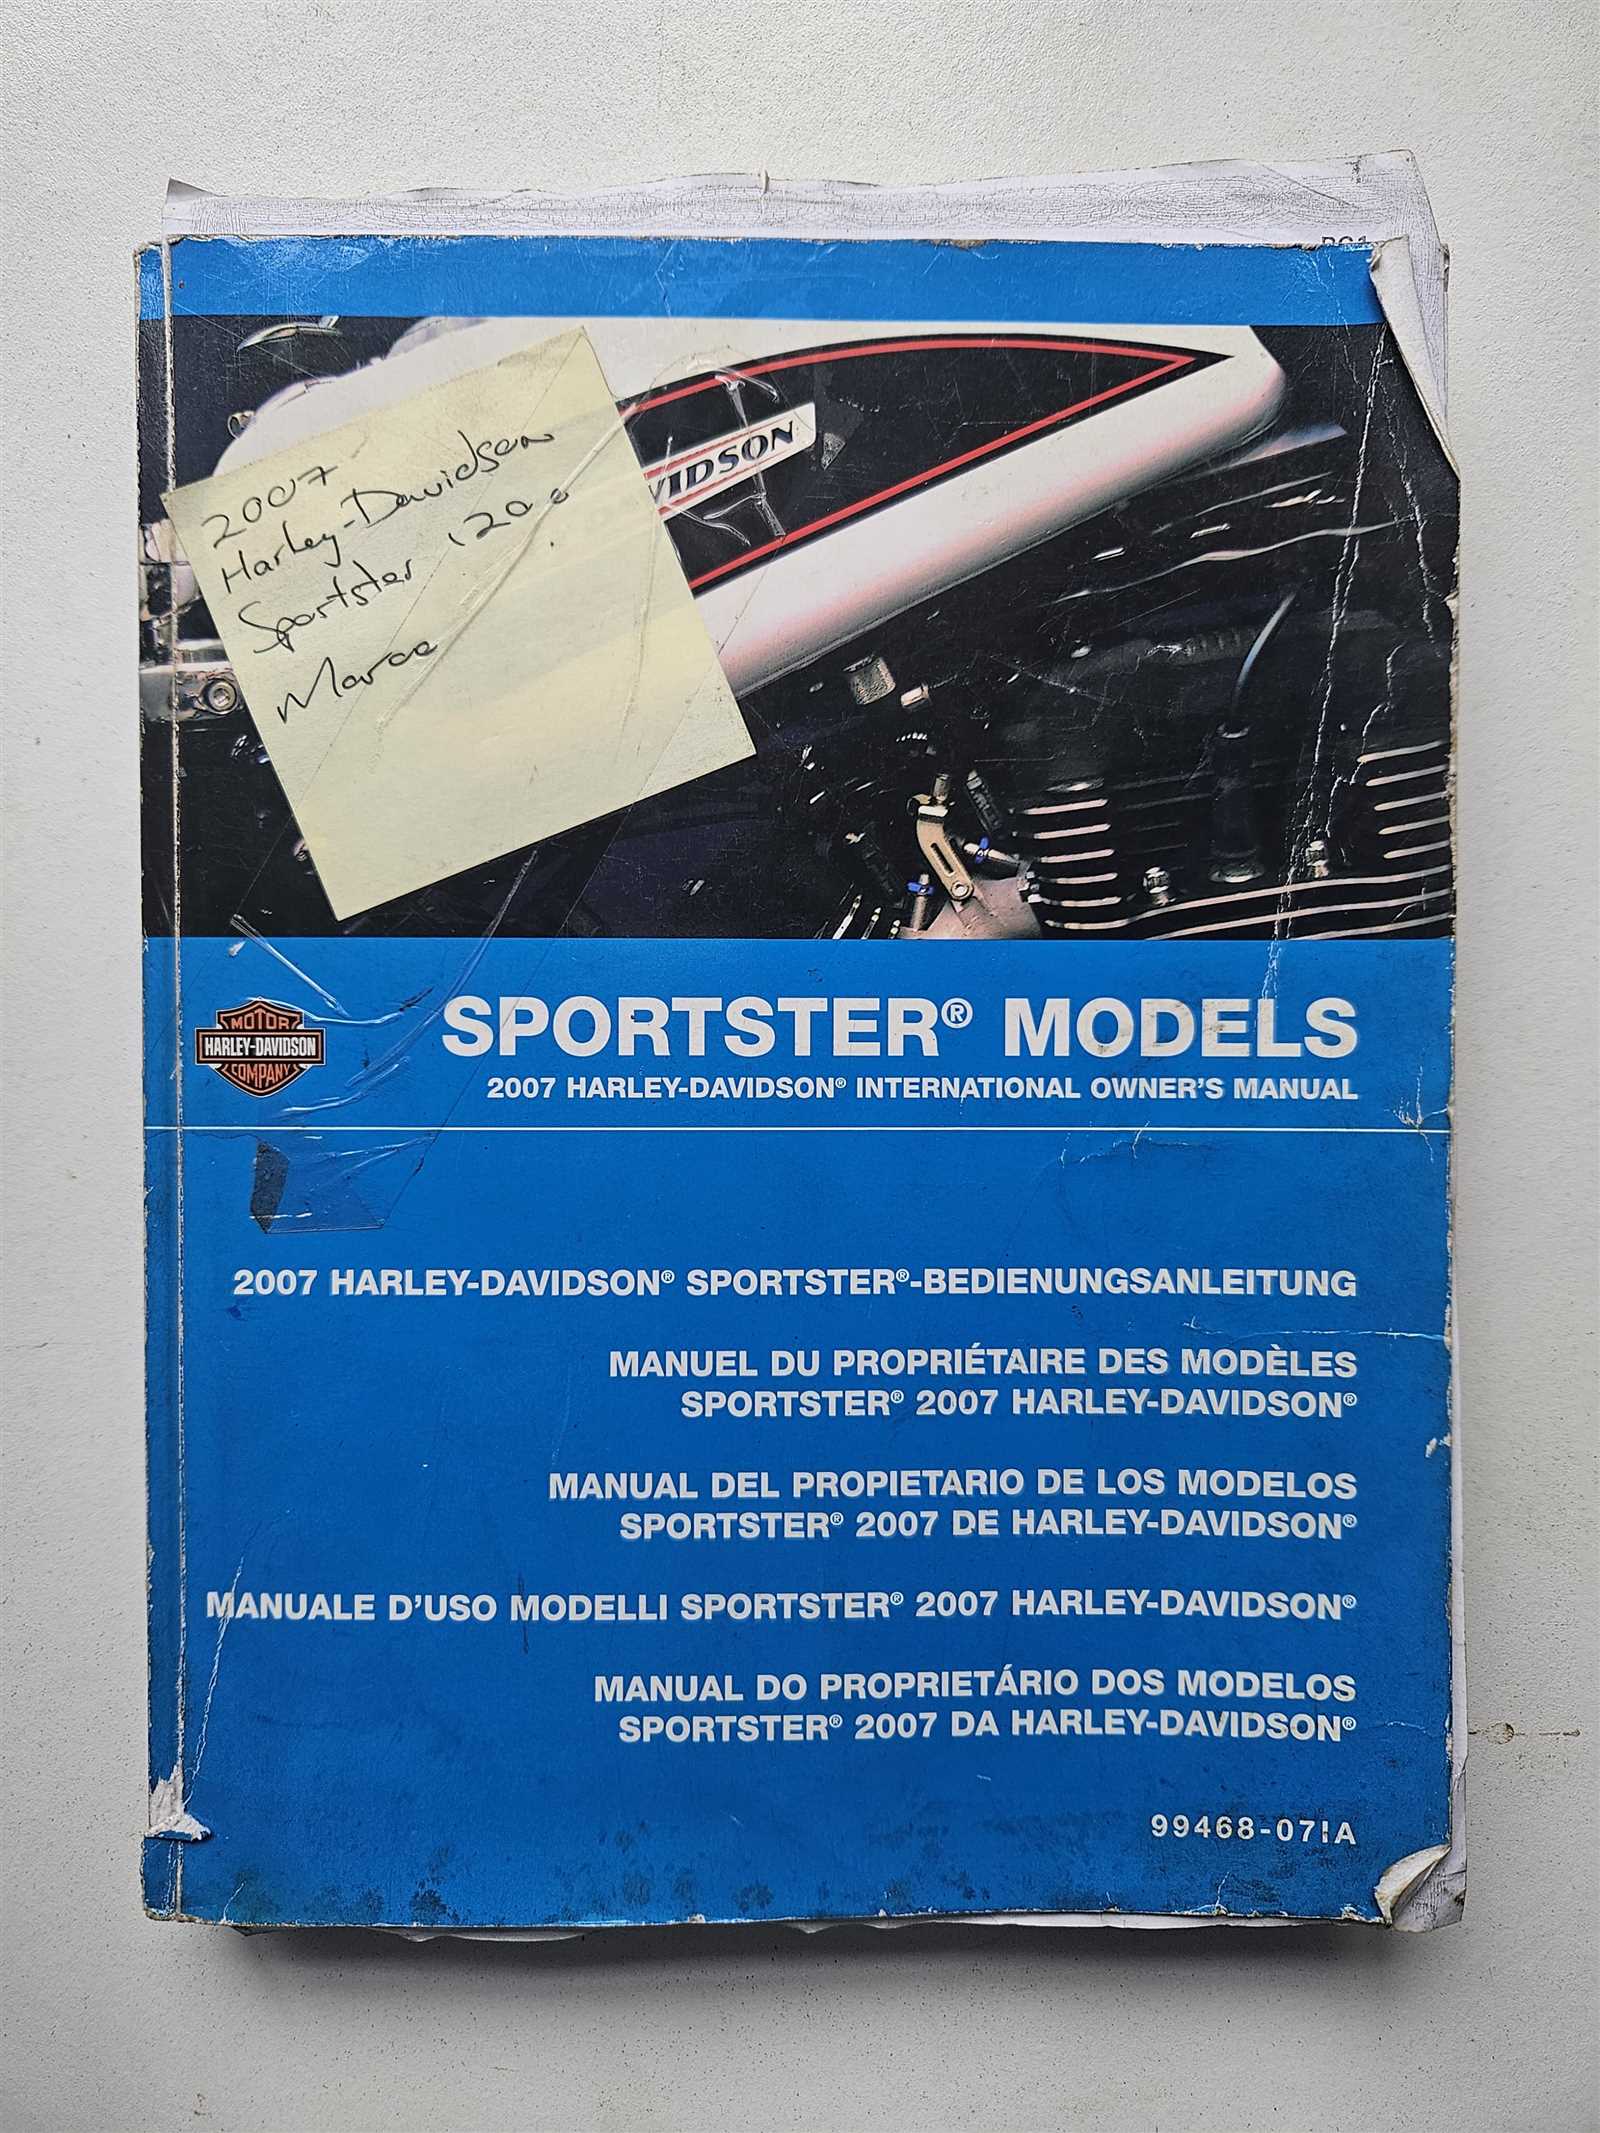 2007
Harley-Davidson
Sportster 1200
Marco
VIDSON
MOTOR
HARLEY-DAVIDSON
COMPANY
SPORTSTER® MODELS
2007 HARLEY-DAVIDSON® INTERNATIONAL OWNER'S MANUAL
2007 HARLEY-DAVIDSON® SPORTSTER®-BEDIENUNGSANLEITUNG
MANUEL DU PROPRIÉTAIRE DES MODÈLES
SPORTSTER® 2007 HARLEY-DAVIDSON®
MANUAL DEL PROPIETARIO DE LOS MODELOS
SPORTSTER® 2007 DE HARLEY-DAVIDSON®
MANUALE D'USO MODELLI SPORTSTER® 2007 HARLEY-DAVIDSON®
MANUAL DO PROPRIETÁRIO DOS MODELOS
SPORTSTER® 2007 DA HARLEY-DAVIDSON®
99468-07IA